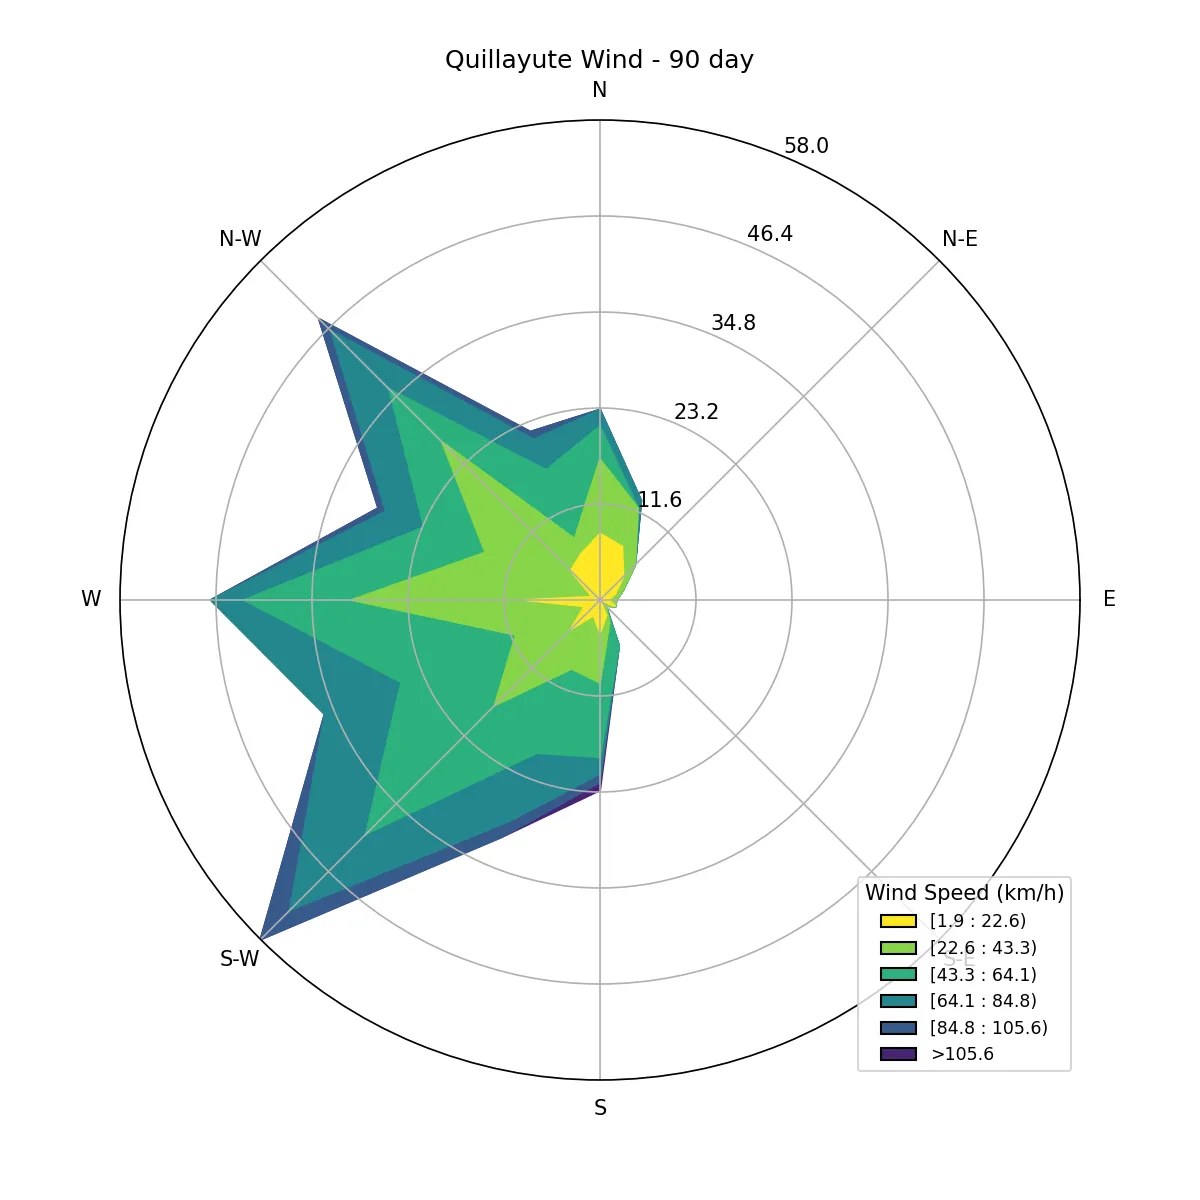 Quillayute Wind - 90 day
N
58.0
N-W
46.4
N-E
34.8
23.2
11.6
W
E
S-W
S-E
Wind Speed (km/h)
[1.9 : 22.6)
[22.6 : 43.3)
[43.3 : 64.1)
[64.1 : 84.8)
[84.8 : 105.6)
>105.6
S